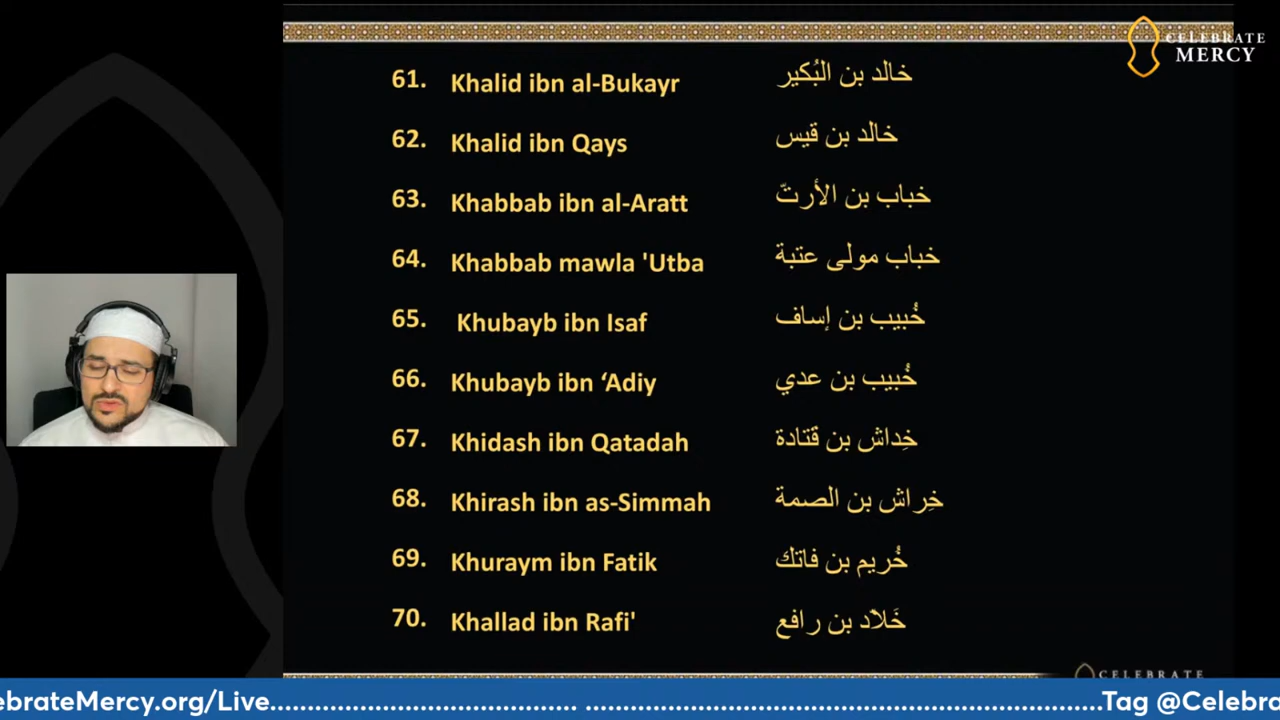 CELEBRATE
MERCY
61. Khalid ibn al-Bukayr خالد بن البُكير
62. Khalid ibn Qays خالد بن قيس
63. Khabbab ibn al-Aratt خباب بن الأرتّ
64. Khabbab mawla 'Utba خباب مولى عتبة
65. Khubayb ibn Isaf خُبيب بن إساف
66. Khubayb ibn ‘Adiy خُبيب بن عدي
67. Khidash ibn Qatadah خِداش بن قتادة
68. Khirash ibn as-Simmah خِراش بن الصمة
69. Khuraym ibn Fatik خُريم بن فاتك
70. Khallad ibn Rafi' خَلاّد بن رافع
CELEBRATE
ebrateMercy.org/Live............................................ ...........................................................................Tag @Celebra